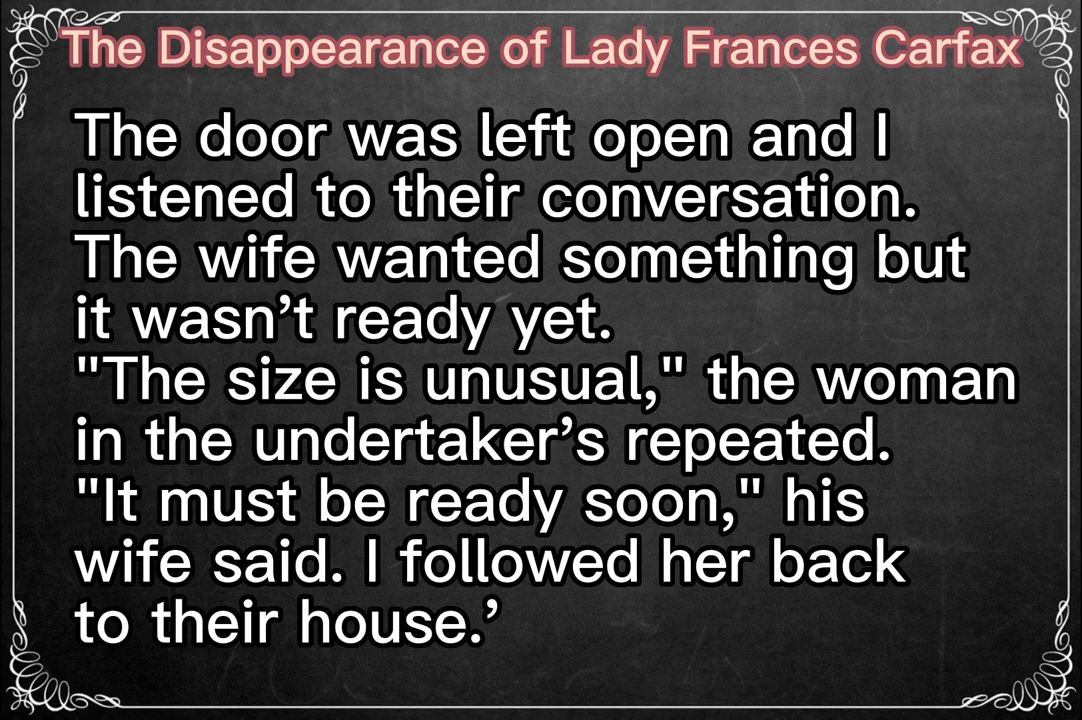 The Disappearance of Lady Frances Carfax
The door was left open and I
listened to their conversation.
The wife wanted something but
it wasn’t ready yet.
"The size is unusual," the woman
in the undertaker’s repeated.
"It must be ready soon," his
wife said. I followed her back
to their house.’